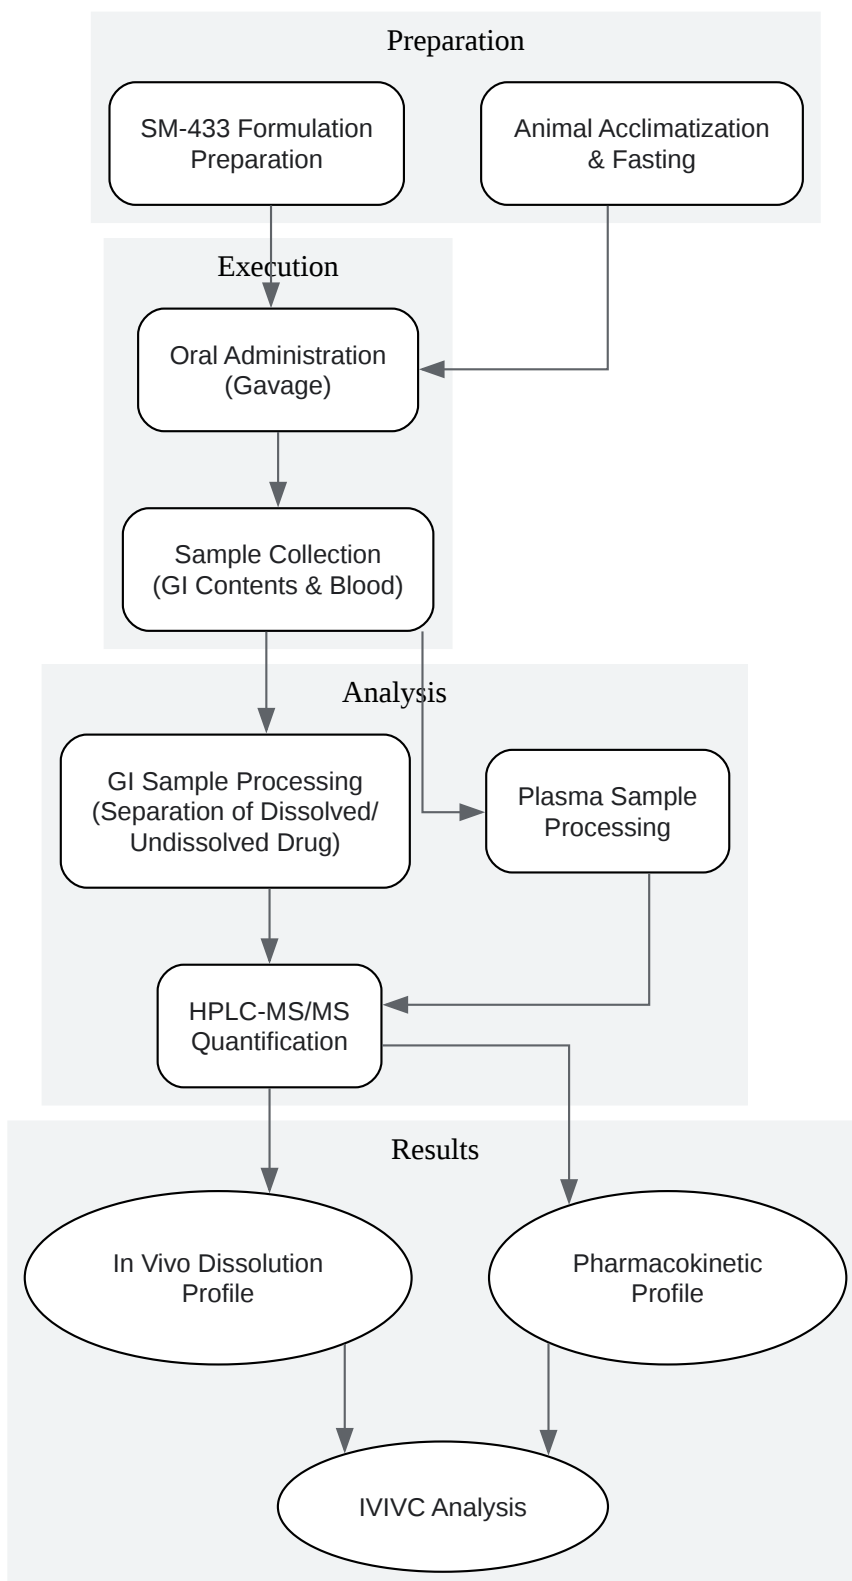 Preparation
SM-433 Formulation
Preparation
Animal Acclimatization
& Fasting
Execution
Oral Administration
(Gavage)
Sample Collection
(GI Contents & Blood)
Analysis
GI Sample Processing
(Separation of Dissolved/
Undissolved Drug)
Plasma Sample
Processing
HPLC-MS/MS
Quantification
Results
In Vivo Dissolution
Profile
Pharmacokinetic
Profile
IVIVC Analysis